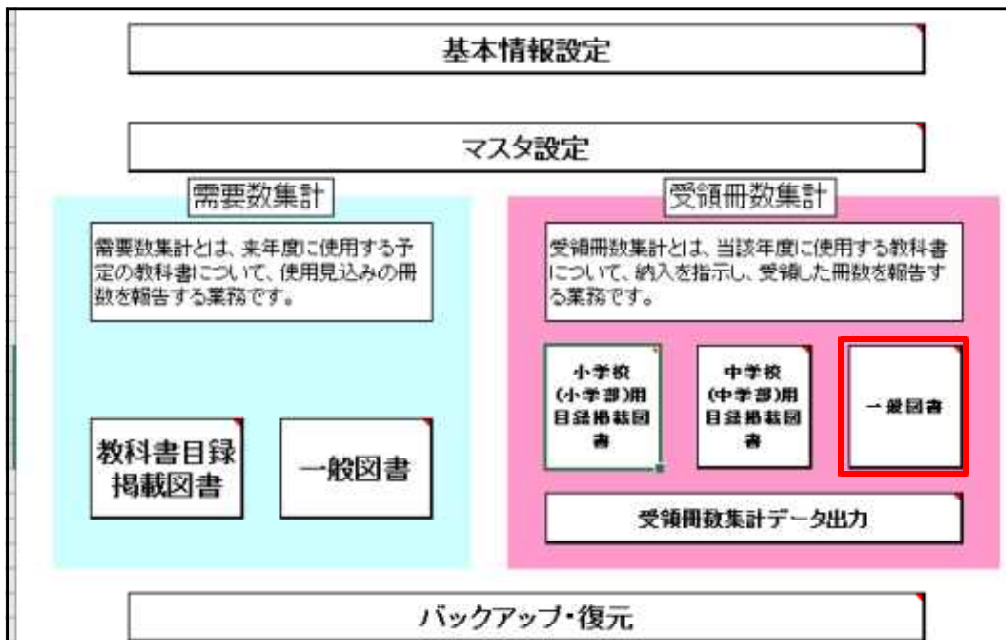 基本情報設定
マスタ設定
需要数集計
需要数集計とは、来年度に使用する予
定の教科書について、使用見込みの冊
数を報告する業務です。
教科書目録
掲載図書
一般図書
受領冊数集計
受領冊数集計とは、当該年度に使用する教科書
について、納入を指示し、受領した冊数を報告す
る業務です。
小学校
(小学部)用
目録掲載図
書
中学校
(中学部)用
目録掲載図
書
一般図書
受領冊数集計データ出力
バックアップ・復元